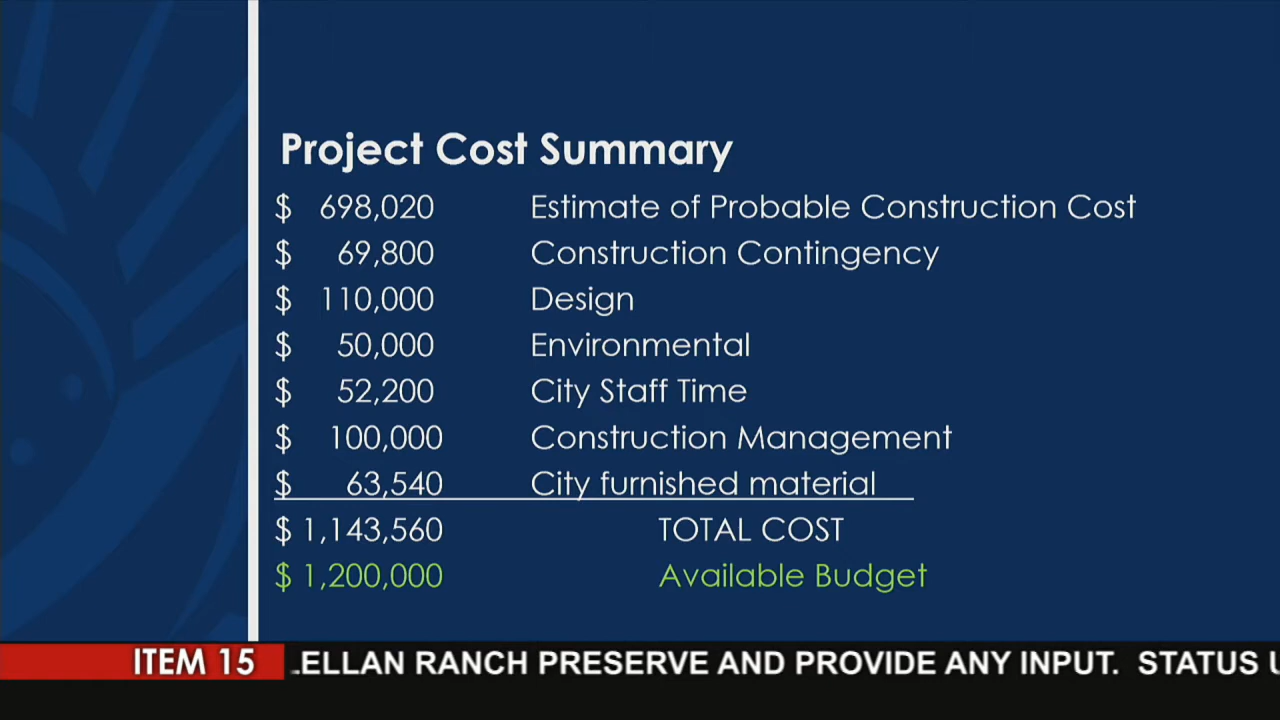 Project Cost Summary
$ 698,020 Estimate of Probable Construction Cost
$ 69,800 Construction Contingency
$ 110,000 Design
$ 50,000 Environmental
$ 52,200 City Staff Time
$ 100,000 Construction Management
$ 63,540 City furnished material
$ 1,143,560 TOTAL COST
$ 1,200,000 Available Budget
ITEM 15 ELLAN RANCH PRESERVE AND PROVIDE ANY INPUT. STATUS